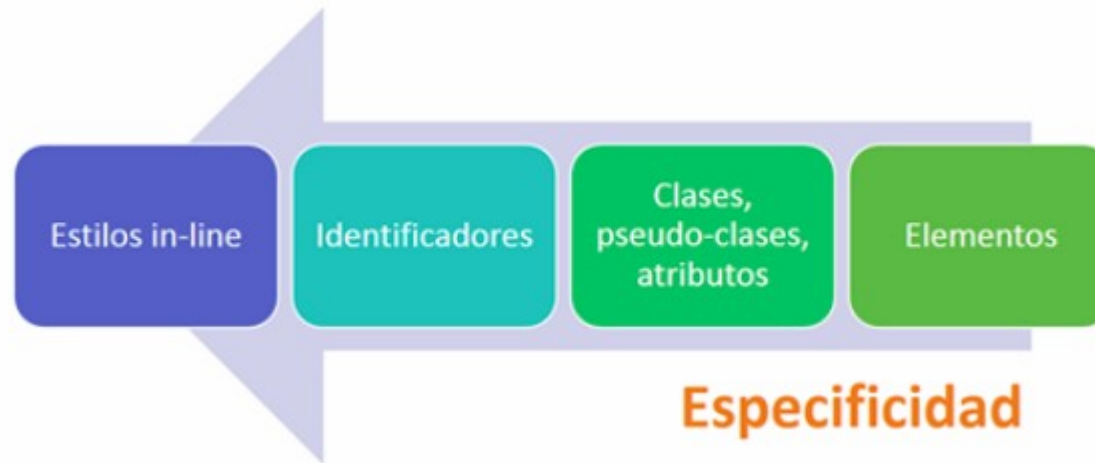 Estilos in-line
Identificadores
Clases,
pseudo-clases,
atributos
Elementos
Especificidad